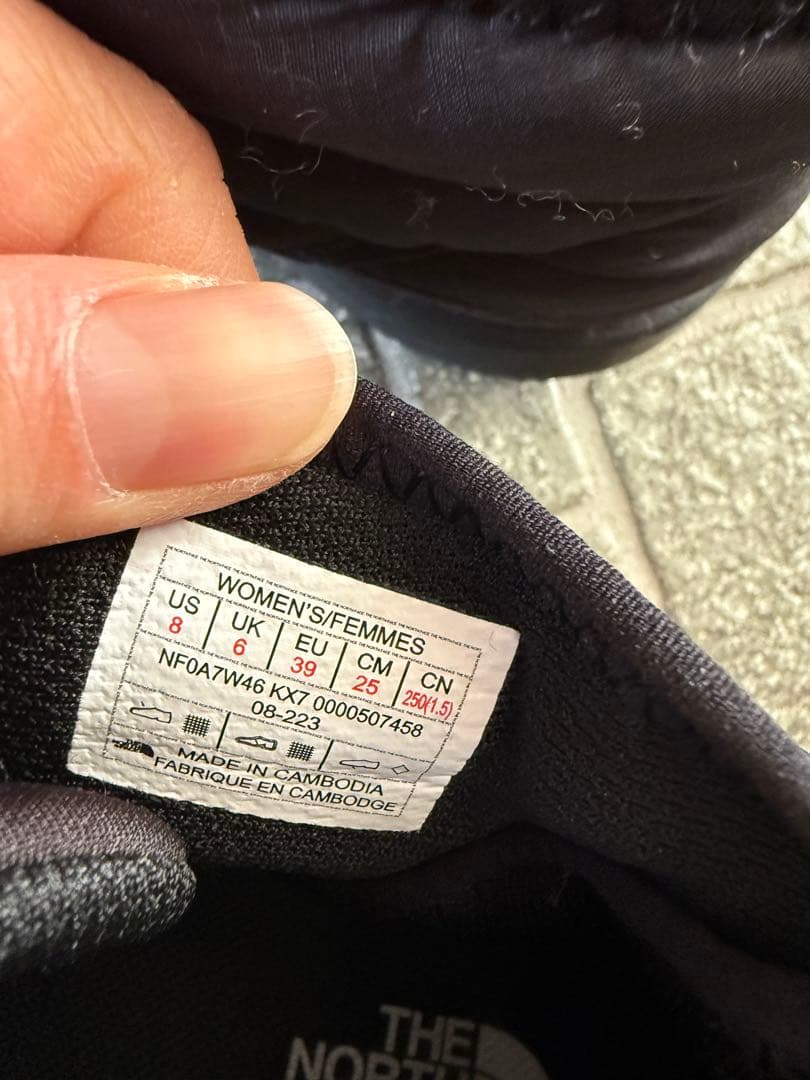 WOMEN'S/FEMMES
US UK EU CM CN
8 6 39 25 250(1.5)
NF0A7W46 KX7 0000507458
08-223
MADE IN CAMBODIA
FABRIQUE EN CAMBODGE
THE
NORTH